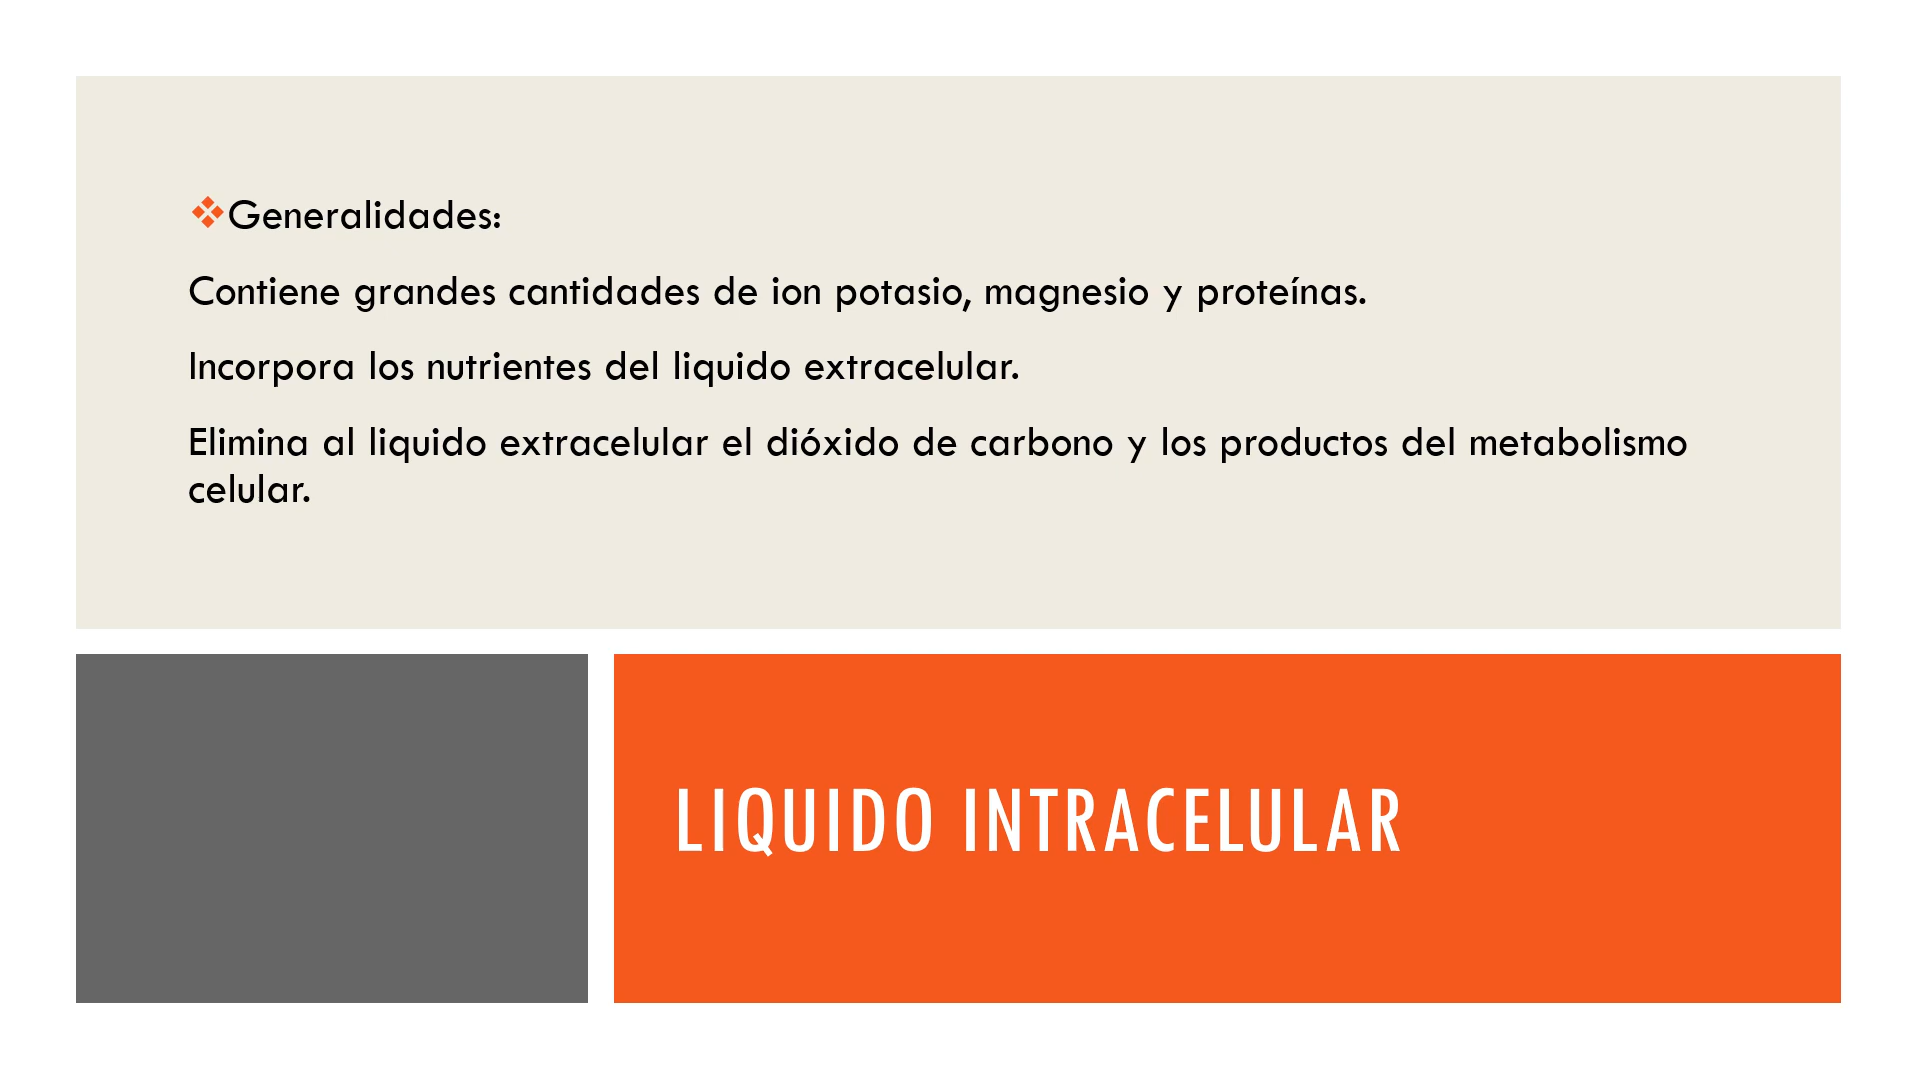 ❖Generalidades:
Contiene grandes cantidades de ion potasio, magnesio y proteínas.
Incorpora los nutrientes del liquido extracelular.
Elimina al liquido extracelular el dióxido de carbono y los productos del metabolismo
celular.
LIQUIDO INTRACELULAR